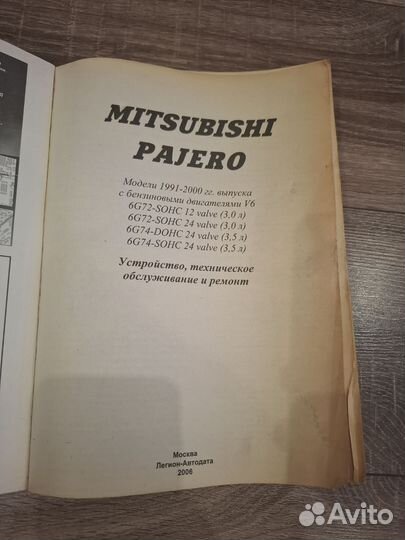 MITSUBISHI
PAJERO
Модели 1991-2000 гг. выпуска
с бензиновыми двигателями V6
6G72-SOHC 12 valve (3,0 л)
6G72-SOHC 24 valve (3,0 л)
6G74-DOHC 24 valve (3,5 л)
6G74-SOHC 24 valve (3,5 л)
Устройство, техническое
обслуживание и ремонт
Москва
Легион-Автодата
2006
Avito